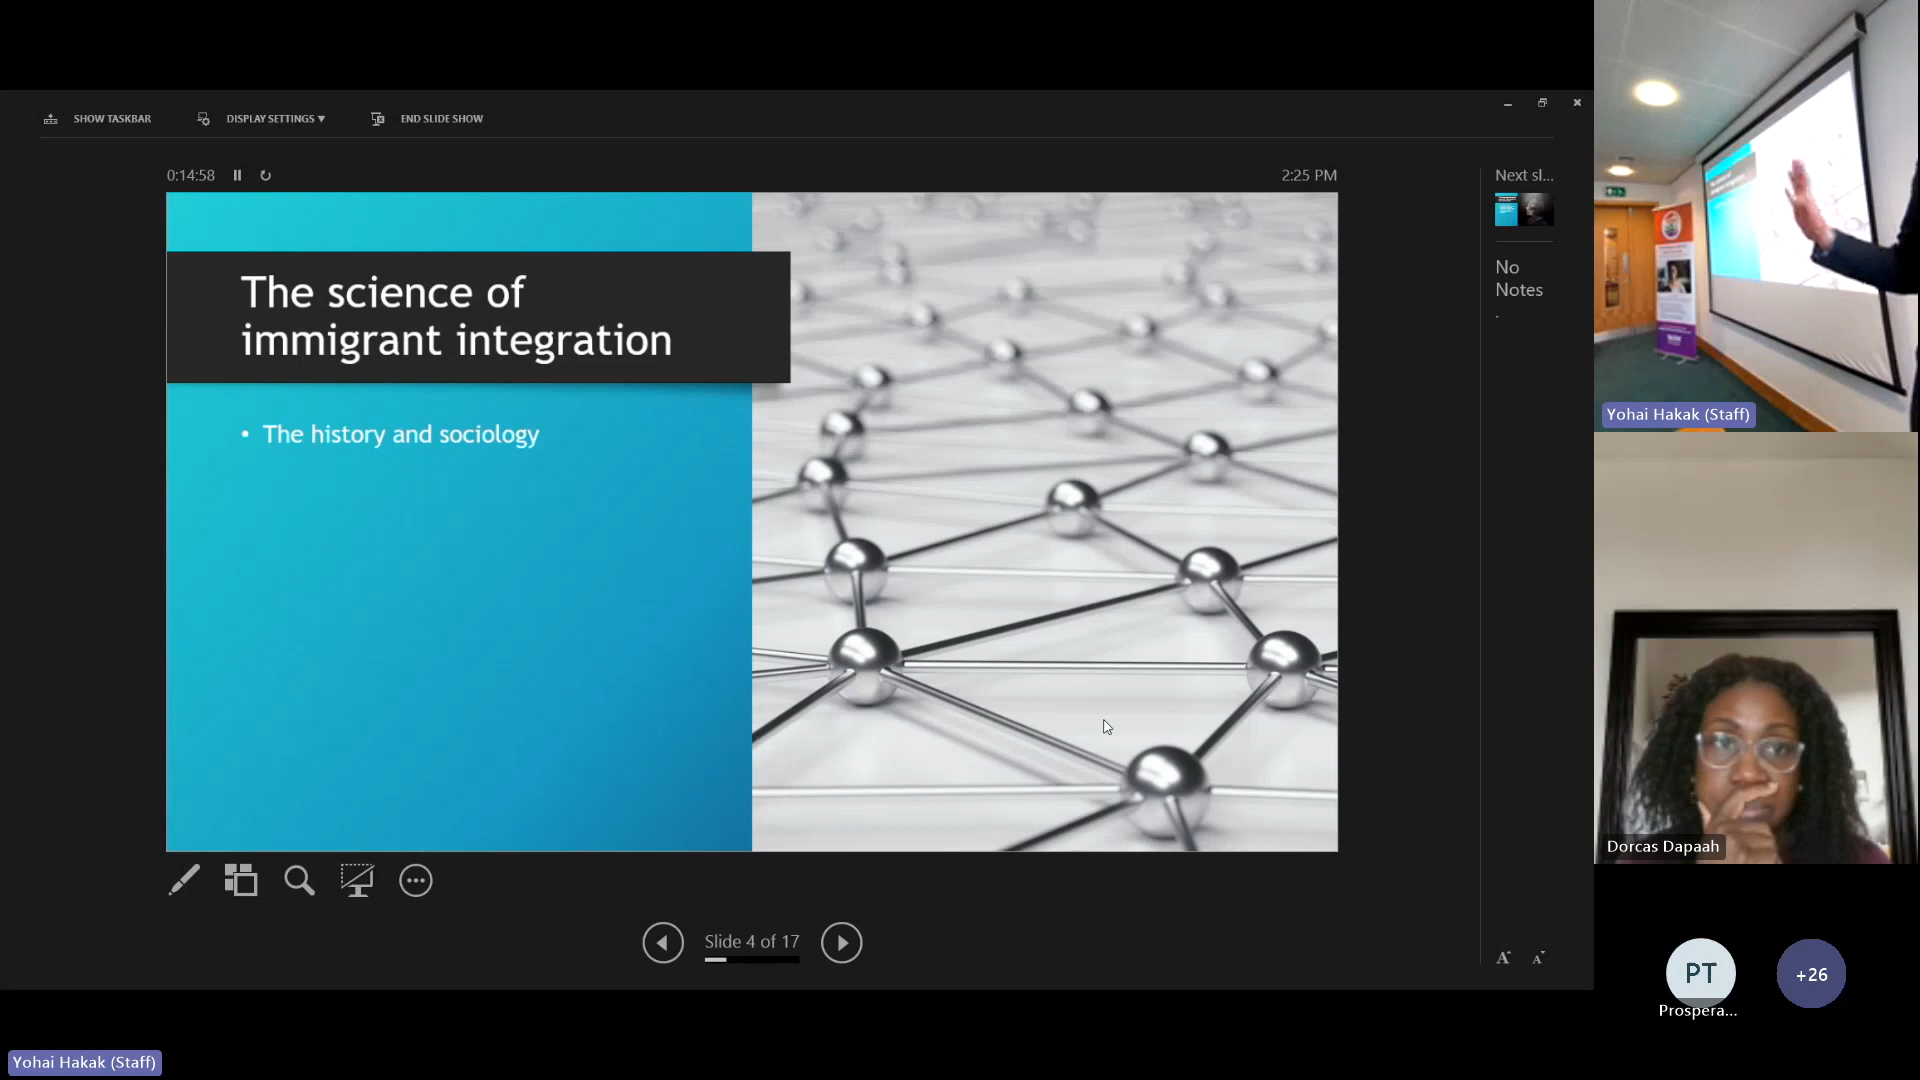 SHOW TASKBAR
DISPLAY SETTINGS ▼
END SLIDE SHOW
0:14:58
2:25 PM
Next sl...
The science of
immigrant integration
• The history and sociology
No
Notes
.
Slide 4 of 17
A
A
Yohai Hakak (Staff)
Dorcas Dapaah
PT
Prospera...
+26
Yohai Hakak (Staff)